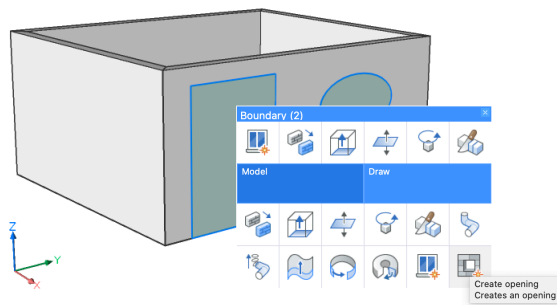 Boundary (2)
Model
Draw
Z
Y
X
Create opening
Creates an opening